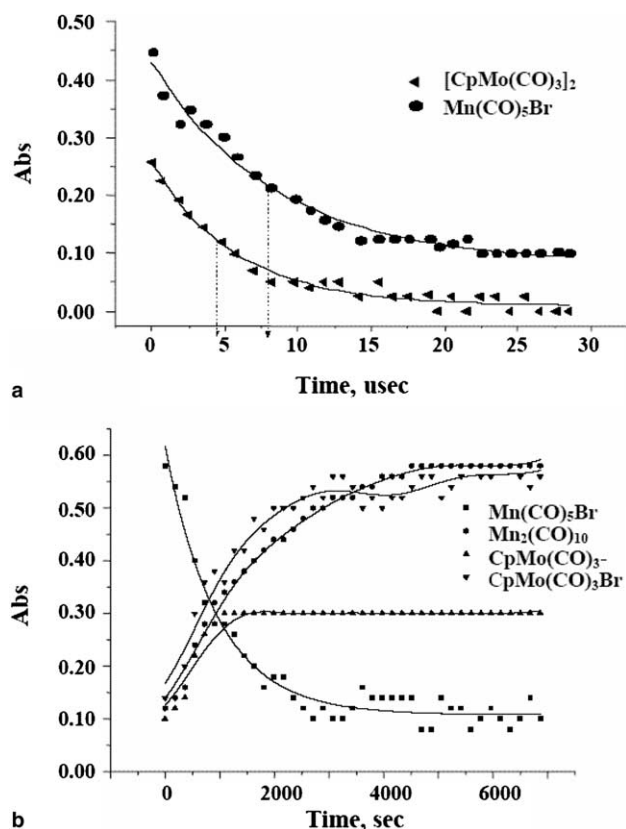 0.50
0.40
0.30
0.20
0.10
0.00
Abs
[CpMo(CO)₃]₂
Mn(CO)₅Br
0 5 10 15 20 25 30
Time, usec
a
0.60
0.50
0.40
0.30
0.20
0.10
0.00
Abs
Mn(CO)₅Br
Mn₂(CO)₁₀
CpMo(CO)₃-
CpMo(CO)₃Br
0 2000 4000 6000
Time, sec
b